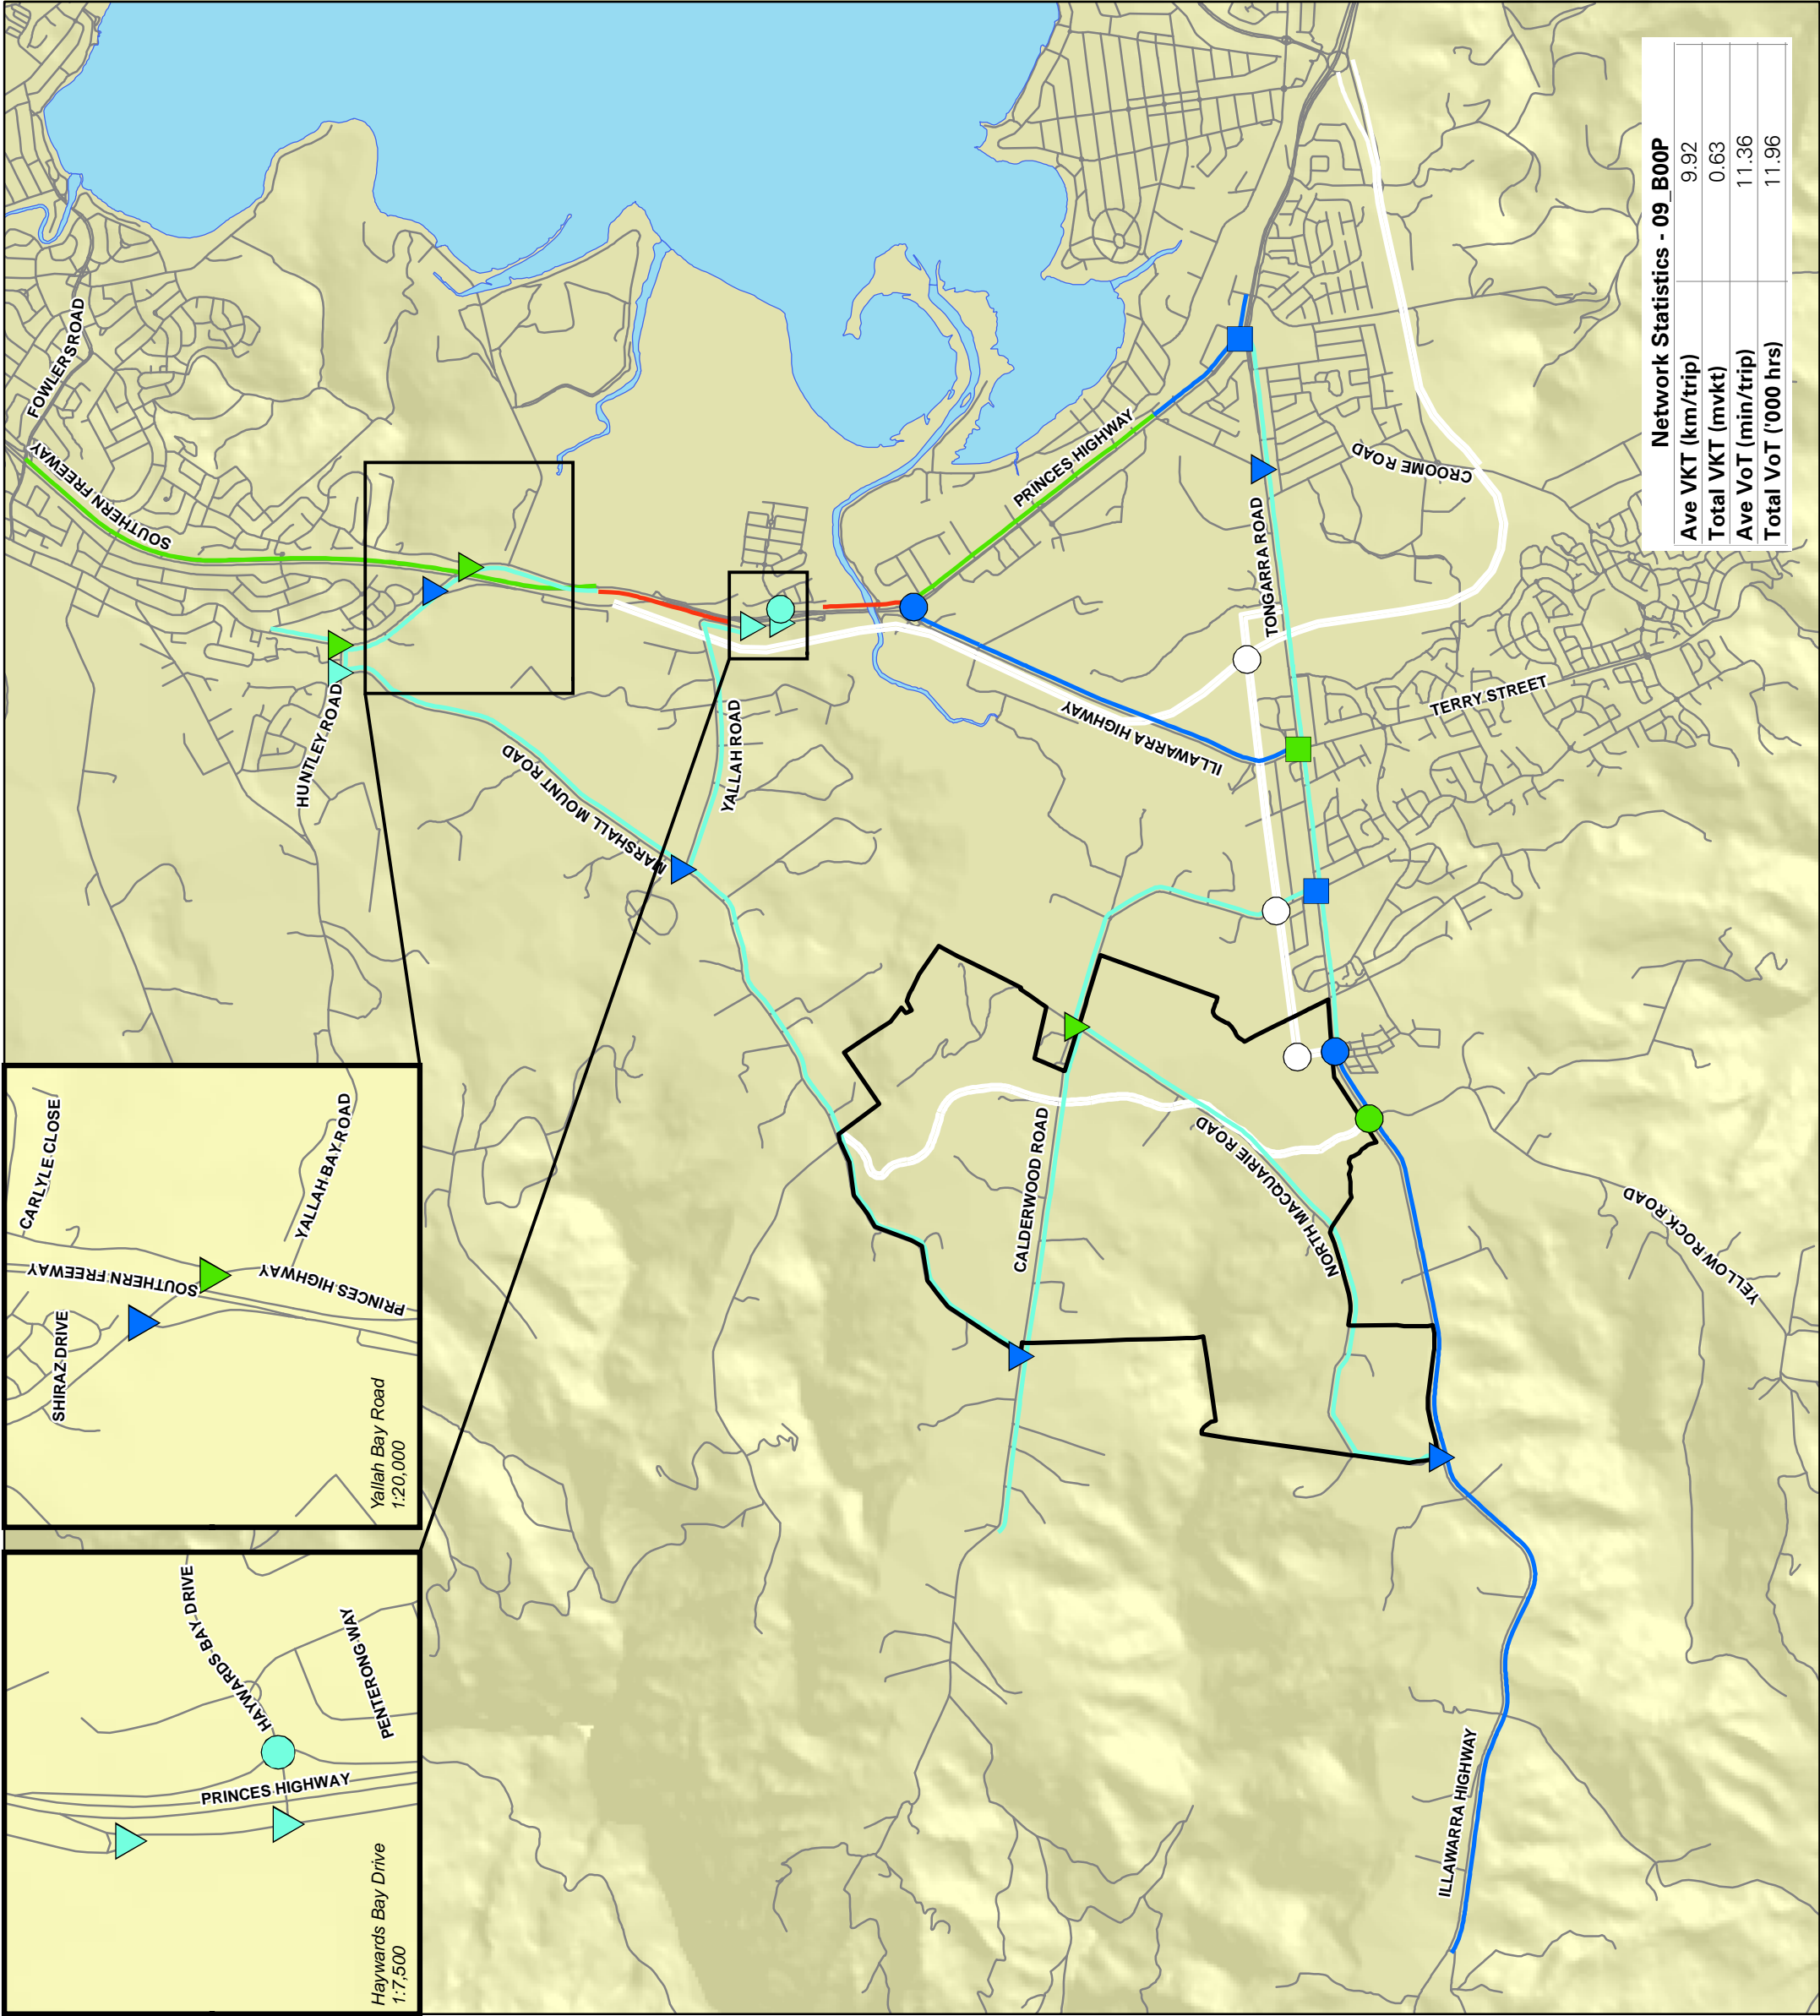 CARLYLE CLOSE
SHIRAZ DRIVE
SOUTHERN FREEWAY
PRINCES HIGHWAY
YALLAH BAY ROAD
Yallah Bay Road
1:20,000
HAYWARDS BAY DRIVE
PENTERONG WAY
PRINCES HIGHWAY
Haywards Bay Drive
1:7,500
FOWLERSROAD
SOUTHERN FREEWAY
HUNTLEY ROAD
MARSHALL MOUNT ROAD
YALLAH ROAD
PRINCES HIGHWAY
ILLAWARRA HIGHWAY
TONGARRA ROAD
CROOME ROAD
TERRY STREET
CALDERWOOD ROAD
NORTH MACQUARIE ROAD
YELLOW ROCK ROAD
ILLAWARRA HIGHWAY
Network Statistics - 09_B00P
Ave VKT (km/trip) 9.92
Total VKT (mvkt) 0.63
Ave VoT (min/trip) 11.36
Total VoT ('000 hrs) 11.96